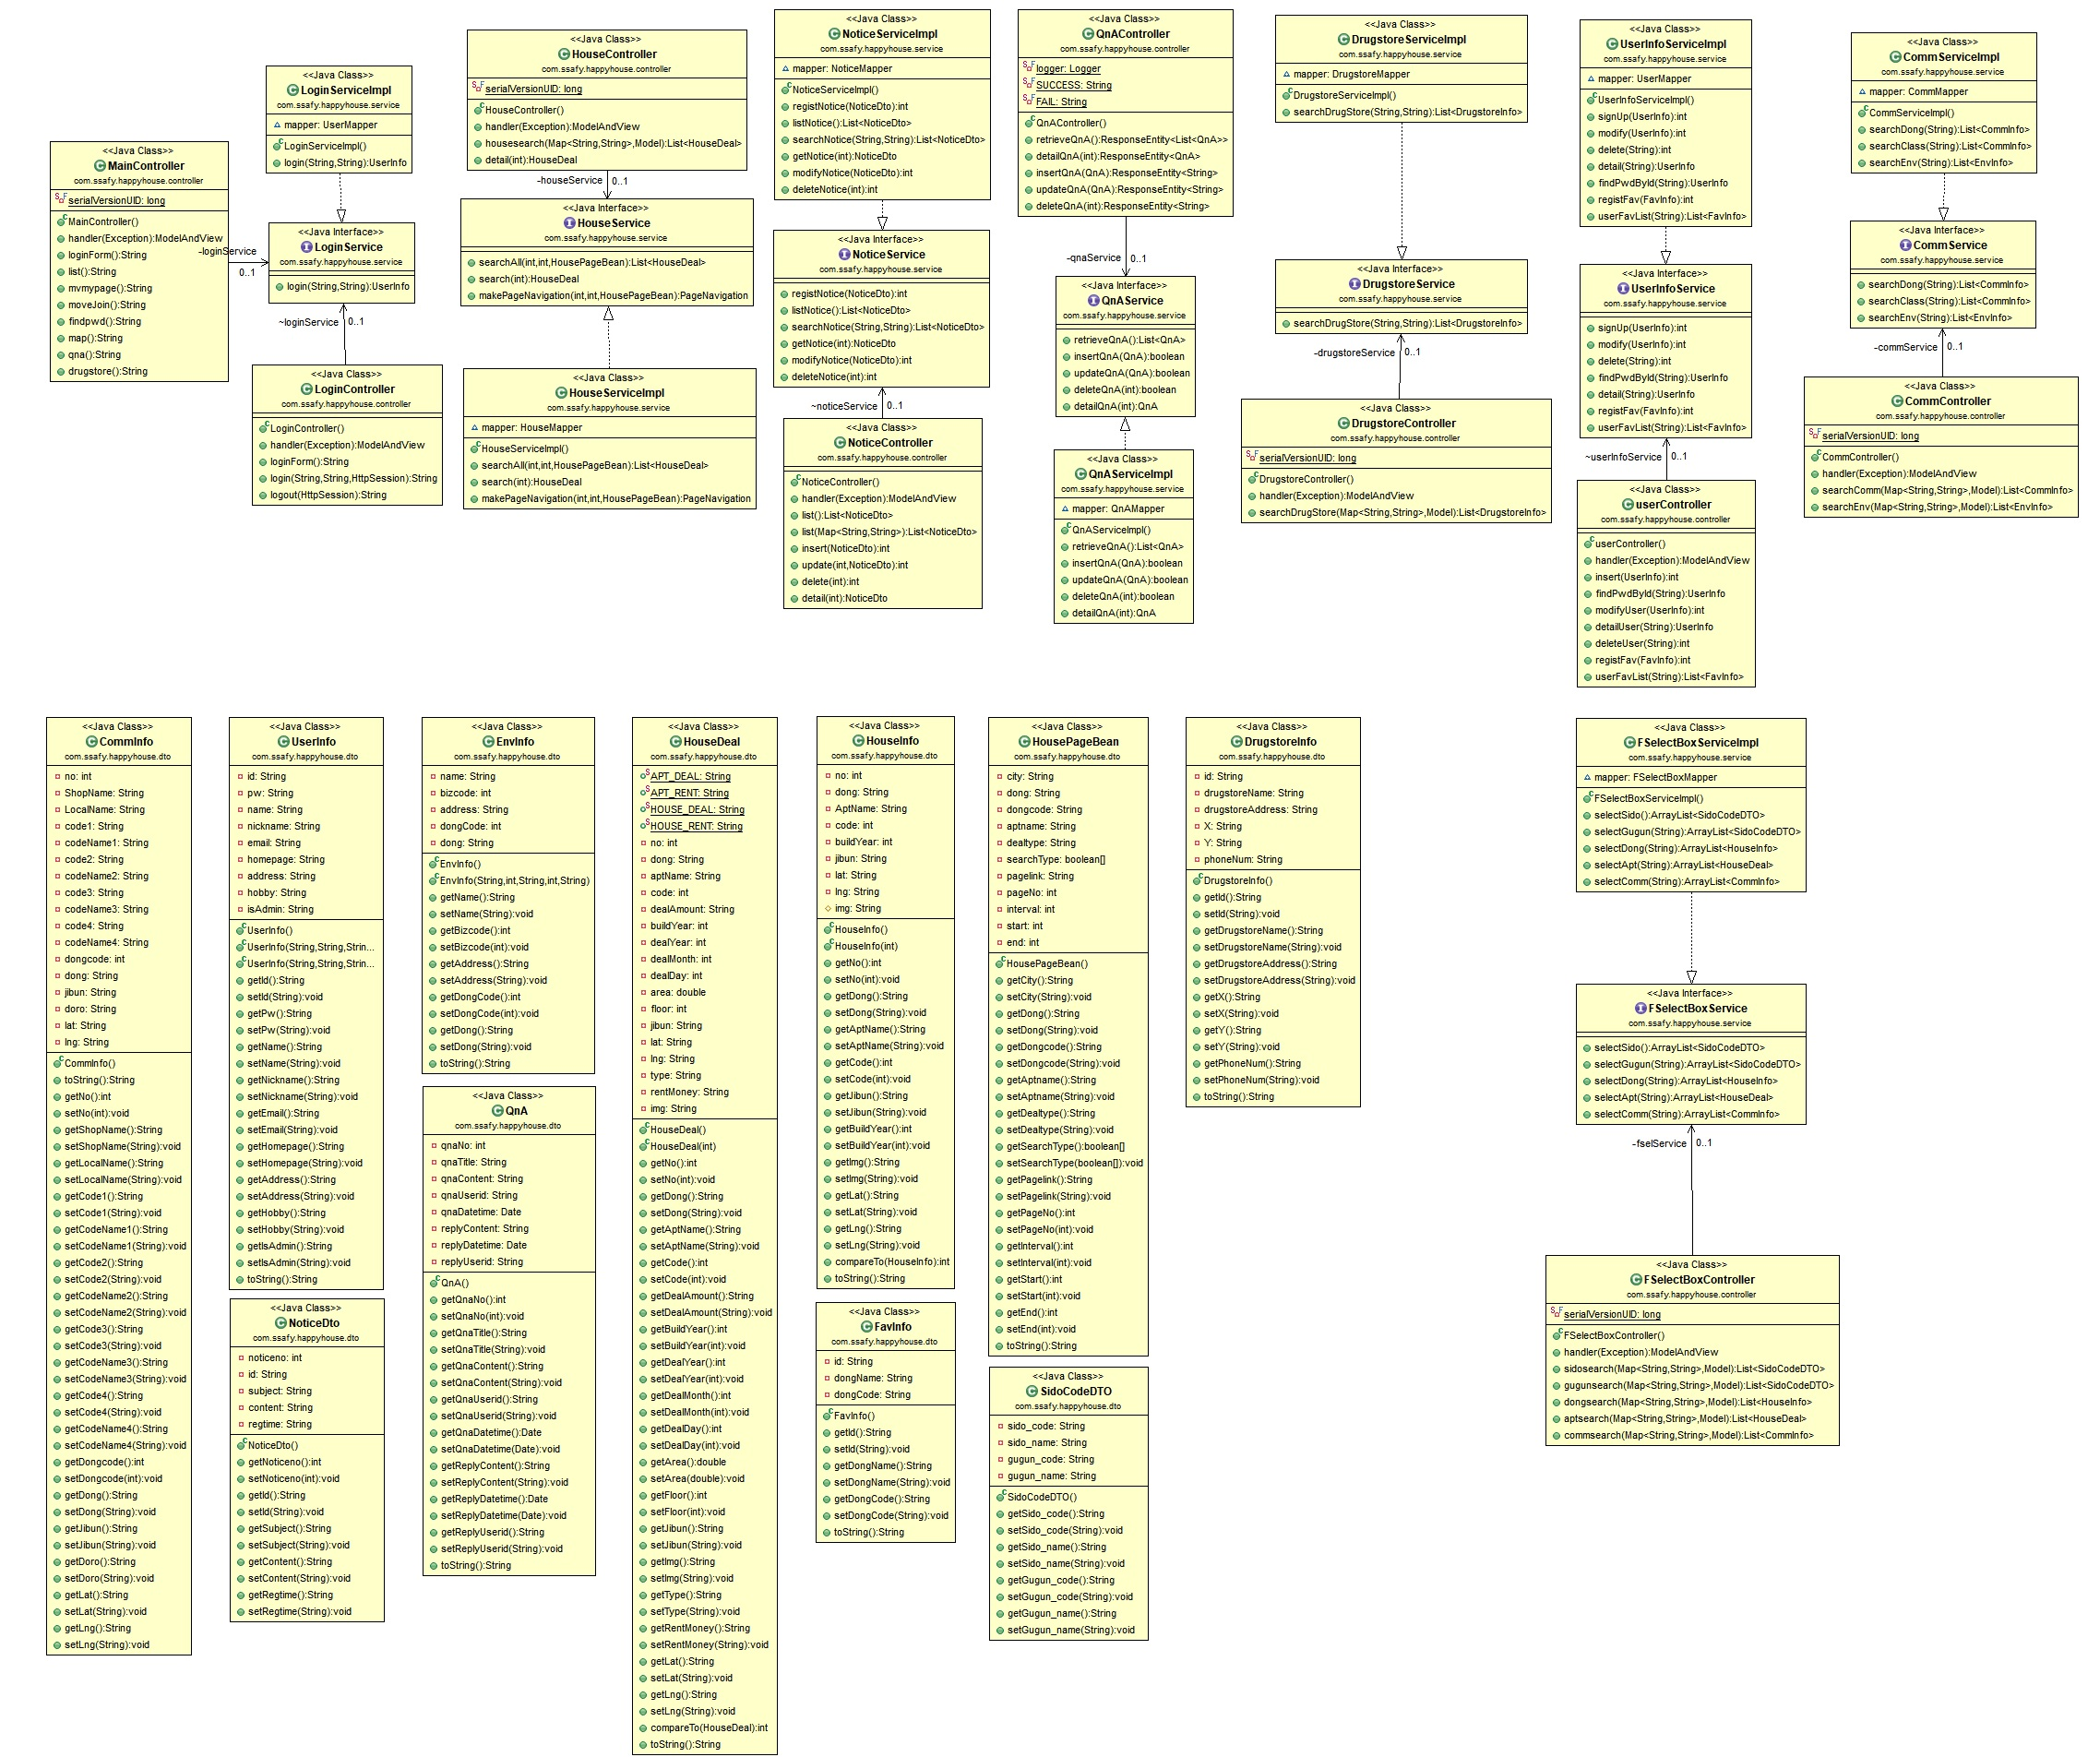 <<Java Class>>
MainController
com.ssafy.happyhouse.controller
serialVersionUID: long
MainController()
handler(Exception):ModelAndView
loginForm():String
list():String
mvmypage():String
moveJoin():String
findpwd():String
map():String
qna():String
drugstore():String
-loginService
0..1
<<Java Class>>
LoginServiceImpl
com.ssafy.happyhouse.service
mapper: UserMapper
LoginServiceImpl()
login(String,String):UserInfo
<<Java Interface>>
LoginService
com.ssafy.happyhouse.service
login(String,String):UserInfo
~loginService
0..1
<<Java Class>>
LoginController
com.ssafy.happyhouse.controller
LoginController()
handler(Exception):ModelAndView
loginForm():String
login(String,String,HttpSession):String
logout(HttpSession):String
<<Java Class>>
HouseController
com.ssafy.happyhouse.controller
serialVersionUID: long
HouseController()
handler(Exception):ModelAndView
housesearch(Map<String,String>,Model):List<HouseDeal>
detail(int):HouseDeal
-houseService
0..1
<<Java Interface>>
HouseService
com.ssafy.happyhouse.service
searchAll(int,int,HousePageBean):List<HouseDeal>
search(int):HouseDeal
makePageNavigation(int,int,HousePageBean):PageNavigation
<<Java Class>>
HouseServiceImpl
com.ssafy.happyhouse.service
mapper: HouseMapper
HouseServiceImpl()
searchAll(int,int,HousePageBean):List<HouseDeal>
search(int):HouseDeal
makePageNavigation(int,int,HousePageBean):PageNavigation
<<Java Class>>
NoticeServiceImpl
com.ssafy.happyhouse.service
mapper: NoticeMapper
NoticeServiceImpl()
registNotice(NoticeDto):int
listNotice():List<NoticeDto>
searchNotice(String,String):List<NoticeDto>
getNotice(int):NoticeDto
modifyNotice(NoticeDto):int
deleteNotice(int):int
<<Java Interface>>
NoticeService
com.ssafy.happyhouse.service
registNotice(NoticeDto):int
listNotice():List<NoticeDto>
searchNotice(String,String):List<NoticeDto>
getNotice(int):NoticeDto
modifyNotice(NoticeDto):int
deleteNotice(int):int
~noticeService
0..1
<<Java Class>>
NoticeController
com.ssafy.happyhouse.controller
NoticeController()
handler(Exception):ModelAndView
list():List<NoticeDto>
list(Map<String,String>):List<NoticeDto>
insert(NoticeDto):int
update(int,NoticeDto):int
delete(int):int
detail(int):NoticeDto
<<Java Class>>
QnAController
com.ssafy.happyhouse.service
logger: Logger
SUCCESS: String
FAIL: String
QnAController()
retrieveQnA():ResponseEntity<List<QnA>>
detailQnA(int):ResponseEntity<QnA>
insertQnA(QnA):ResponseEntity<String>
updateQnA(QnA):ResponseEntity<String>
deleteQnA(int):ResponseEntity<String>
-qnaService
0..1
<<Java Interface>>
QnAService
com.ssafy.happyhouse.service
retrieveQnA():List<QnA>
insertQnA(QnA):boolean
updateQnA(QnA):boolean
deleteQnA(int):boolean
detailQnA(int):QnA
<<Java Class>>
QnAServiceImpl
com.ssafy.happyhouse.service
mapper: QnAMapper
QnAServiceImpl()
retrieveQnA():List<QnA>
insertQnA(QnA):boolean
updateQnA(QnA):boolean
deleteQnA(int):boolean
detailQnA(int):QnA
<<Java Class>>
DrugstoreServiceImpl
com.ssafy.happyhouse.service
mapper: DrugstoreMapper
DrugstoreServiceImpl()
searchDrugStore(String,String):List<DrugstoreInfo>
<<Java Interface>>
DrugstoreService
com.ssafy.happyhouse.service
searchDrugStore(String,String):List<DrugstoreInfo>
-drugstoreService
0..1
<<Java Class>>
DrugstoreController
com.ssafy.happyhouse.controller
serialVersionUID: long
DrugstoreController()
handler(Exception):ModelAndView
searchDrugStore(Map<String,String>,Model):List<DrugstoreInfo>
<<Java Class>>
UserInfoServiceImpl
com.ssafy.happyhouse.service
mapper: UserMapper
UserInfoServiceImpl()
signUp(UserInfo):int
modify(UserInfo):int
delete(String):int
detail(String):UserInfo
findPwdById(String):UserInfo
registFav(FavInfo):int
userFavList(String):List<FavInfo>
<<Java Interface>>
UserInfoService
com.ssafy.happyhouse.service
signUp(UserInfo):int
modify(UserInfo):int
delete(String):int
findPwdById(String):UserInfo
detail(String):UserInfo
registFav(FavInfo):int
userFavList(String):List<FavInfo>
~userInfoService
0..1
<<Java Class>>
userController
com.ssafy.happyhouse.controller
userController()
handler(Exception):ModelAndView
insert(UserInfo):int
findPwdById(String):UserInfo
modifyUser(UserInfo):int
detailUser(String):UserInfo
deleteUser(String):int
registFav(FavInfo):int
userFavList(String):List<FavInfo>
<<Java Class>>
CommServiceImpl
com.ssafy.happyhouse.service
mapper: CommMapper
CommServiceImpl()
searchDong(String):List<CommInfo>
searchClass(String):List<CommInfo>
searchEnv(String):List<EnvInfo>
<<Java Interface>>
CommService
com.ssafy.happyhouse.service
searchDong(String):List<CommInfo>
searchClass(String):List<CommInfo>
searchEnv(String):List<EnvInfo>
-commService
0..1
<<Java Class>>
CommController
com.ssafy.happyhouse.controller
serialVersionUID: long
CommController()
handler(Exception):ModelAndView
searchComm(Map<String,String>,Model):List<CommInfo>
searchEnv(Map<String,String>,Model):List<EnvInfo>
<<Java Class>>
CommInfo
com.ssafy.happyhouse.dto
no: int
ShopName: String
LocalName: String
code1: String
codeName1: String
code2: String
codeName2: String
code3: String
codeName3: String
code4: String
codeName4: String
dongcode: int
dong: String
jibun: String
doro: String
lat: String
lng: String
CommInfo()
toString():String
getNo():int
setNo(int):void
getShopName():String
setShopName(String):void
getLocalName():String
setLocalName(String):void
getCode1():String
setCode1(String):void
getCodeName1():String
setCodeName1(String):void
getCode2():String
setCode2(String):void
getCodeName2():String
setCodeName2(String):void
getCode3():String
setCode3(String):void
getCodeName3():String
setCodeName3(String):void
getCode4():String
setCode4(String):void
getCodeName4():String
setCodeName4(String):void
getDongcode():int
setDongcode(int):void
getDong():String
setDong(String):void
getJibun():String
setJibun(String):void
getDoro():String
setDoro(String):void
getLat():String
setLat(String):void
getLng():String
setLng(String):void
<<Java Class>>
UserInfo
com.ssafy.happyhouse.dto
id: String
pw: String
name: String
nickname: String
email: String
homepage: String
address: String
hobby: String
isAdmin: String
UserInfo()
UserInfo(String,String,Strin...
UserInfo(String,String,Strin...
getId():String
setId(String):void
getPw():String
setPw(String):void
getName():String
setName(String):void
getNickname():String
setNickname(String):void
getEmail():String
setEmail(String):void
getHomepage():String
setHomepage(String):void
getAddress():String
setAddress(String):void
getHobby():String
setHobby(String):void
getIsAdmin():String
setIsAdmin(String):void
toString():String
<<Java Class>>
NoticeDto
com.ssafy.happyhouse.dto
noticeno: int
id: String
subject: String
content: String
regtime: String
NoticeDto()
getNoticeno():int
setNoticeno(int):void
getId():String
setId(String):void
getSubject():String
setSubject(String):void
getContent():String
setContent(String):void
getRegtime():String
setRegtime(String):void
<<Java Class>>
EnvInfo
com.ssafy.happyhouse.dto
name: String
bizcode: int
address: String
dongCode: int
dong: String
EnvInfo()
EnvInfo(String,int,String,int,String)
getName():String
setName(String):void
getBizcode():int
setBizcode(int):void
getAddress():String
setAddress(String):void
getDongCode():int
setDongCode(int):void
getDong():String
setDong(String):void
toString():String
<<Java Class>>
QnA
com.ssafy.happyhouse.dto
qnaNo: int
qnaTitle: String
qnaContent: String
qnaUserid: String
qnaDatetime: Date
replyContent: String
replyDatetime: Date
replyUserid: String
QnA()
getQnaNo():int
setQnaNo(int):void
getQnaTitle():String
setQnaTitle(String):void
getQnaContent():String
setQnaContent(String):void
getQnaUserid():String
setQnaUserid(String):void
getQnaDatetime():Date
setQnaDatetime(Date):void
getReplyContent():String
setReplyContent(String):void
getReplyDatetime():Date
setReplyDatetime(Date):void
getReplyUserid():String
setReplyUserid(String):void
toString():String
<<Java Class>>
HouseDeal
com.ssafy.happyhouse.dto
APT_DEAL: String
APT_RENT: String
HOUSE_DEAL: String
HOUSE_RENT: String
no: int
dong: String
aptName: String
code: int
dealAmount: String
buildYear: int
dealYear: int
dealMonth: int
dealDay: int
area: double
floor: int
jibun: String
lat: String
lng: String
type: String
rentMoney: String
img: String
HouseDeal()
HouseDeal(int)
getNo():int
setNo(int):void
getDong():String
setDong(String):void
getAptName():String
setAptName(String):void
getCode():int
setCode(int):void
getDealAmount():String
setDealAmount(String):void
getBuildYear():int
setBuildYear(int):void
getDealYear():int
setDealYear(int):void
getDealMonth():int
setDealMonth(int):void
getDealDay():int
setDealDay(int):void
getArea():double
setArea(double):void
getFloor():int
setFloor(int):void
getJibun():String
setJibun(String):void
getImg():String
setImg(String):void
getType():String
setType(String):void
getRentMoney():String
setRentMoney(String):void
getLat():String
setLat(String):void
getLng():String
setLng(String):void
compareTo(HouseDeal):int
toString():String
<<Java Class>>
HouseInfo
com.ssafy.happyhouse.dto
no: int
dong: String
AptName: String
code: int
buildYear: int
jibun: String
lat: String
lng: String
img: String
HouseInfo()
HouseInfo(int)
getNo():int
setNo(int):void
getDong():String
setDong(String):void
getAptName():String
setAptName(String):void
getCode():int
setCode(int):void
getJibun():String
setJibun(String):void
getBuildYear():int
setBuildYear(int):void
getImg():String
setImg(String):void
getLat():String
setLat(String):void
getLng():String
setLng(String):void
compareTo(HouseInfo):int
toString():String
<<Java Class>>
FavInfo
com.ssafy.happyhouse.dto
id: String
dongName: String
dongCode: String
FavInfo()
getId():String
setId(String):void
getDongName():String
setDongName(String):void
getDongCode():String
setDongCode(String):void
toString():String
<<Java Class>>
HousePageBean
com.ssafy.happyhouse.dto
city: String
dong: String
dongcode: String
aptname: String
dealtype: String
searchType: boolean[]
pagelink: String
pageNo: int
interval: int
start: int
end: int
HousePageBean()
getCity():String
setCity(String):void
getDong():String
setDong(String):void
getDongcode():String
setDongcode(String):void
getAptname():String
setAptname(String):void
getDealtype():String
setDealtype(String):void
getSearchType():boolean[]
setSearchType(boolean[]):void
getPagelink():String
setPagelink(String):void
getPageNo():int
setPageNo(int):void
getInterval():int
setInterval(int):void
getStart():int
setStart(int):void
getEnd():int
setEnd(int):void
toString():String
<<Java Class>>
SidoCodeDTO
com.ssafy.happyhouse.dto
sido_code: String
sido_name: String
gugun_code: String
gugun_name: String
SidoCodeDTO()
getSido_code():String
setSido_code(String):void
getSido_name():String
setSido_name(String):void
getGugun_code():String
setGugun_code(String):void
getGugun_name():String
setGugun_name(String):void
<<Java Class>>
DrugstoreInfo
com.ssafy.happyhouse.dto
id: String
drugstoreName: String
drugstoreAddress: String
X: String
Y: String
phoneNum: String
DrugstoreInfo()
getId():String
setId(String):void
getDrugstoreName():String
setDrugstoreName(String):void
getDrugstoreAddress():String
setDrugstoreAddress(String):void
getX():String
setX(String):void
getY():String
setY(String):void
getPhoneNum():String
setPhoneNum(String):void
toString():String
<<Java Class>>
FSelectBoxServiceImpl
com.ssafy.happyhouse.service
mapper: FSelectBoxMapper
FSelectBoxServiceImpl()
selectSido():ArrayList<SidoCodeDTO>
selectGugun(String):ArrayList<SidoCodeDTO>
selectDong(String):ArrayList<HouseInfo>
selectApt(String):ArrayList<HouseDeal>
selectComm(String):ArrayList<CommInfo>
<<Java Interface>>
FSelectBoxService
com.ssafy.happyhouse.service
selectSido():ArrayList<SidoCodeDTO>
selectGugun(String):ArrayList<SidoCodeDTO>
selectDong(String):ArrayList<HouseInfo>
selectApt(String):ArrayList<HouseDeal>
selectComm(String):ArrayList<CommInfo>
-fselService
0..1
<<Java Class>>
FSelectBoxController
com.ssafy.happyhouse.controller
serialVersionUID: long
FSelectBoxController()
handler(Exception):ModelAndView
sidosearch(Map<String,String>,Model):List<SidoCodeDTO>
gugunsearch(Map<String,String>,Model):List<SidoCodeDTO>
dongsearch(Map<String,String>,Model):List<HouseInfo>
aptsearch(Map<String,String>,Model):List<HouseDeal>
commsearch(Map<String,String>,Model):List<CommInfo>